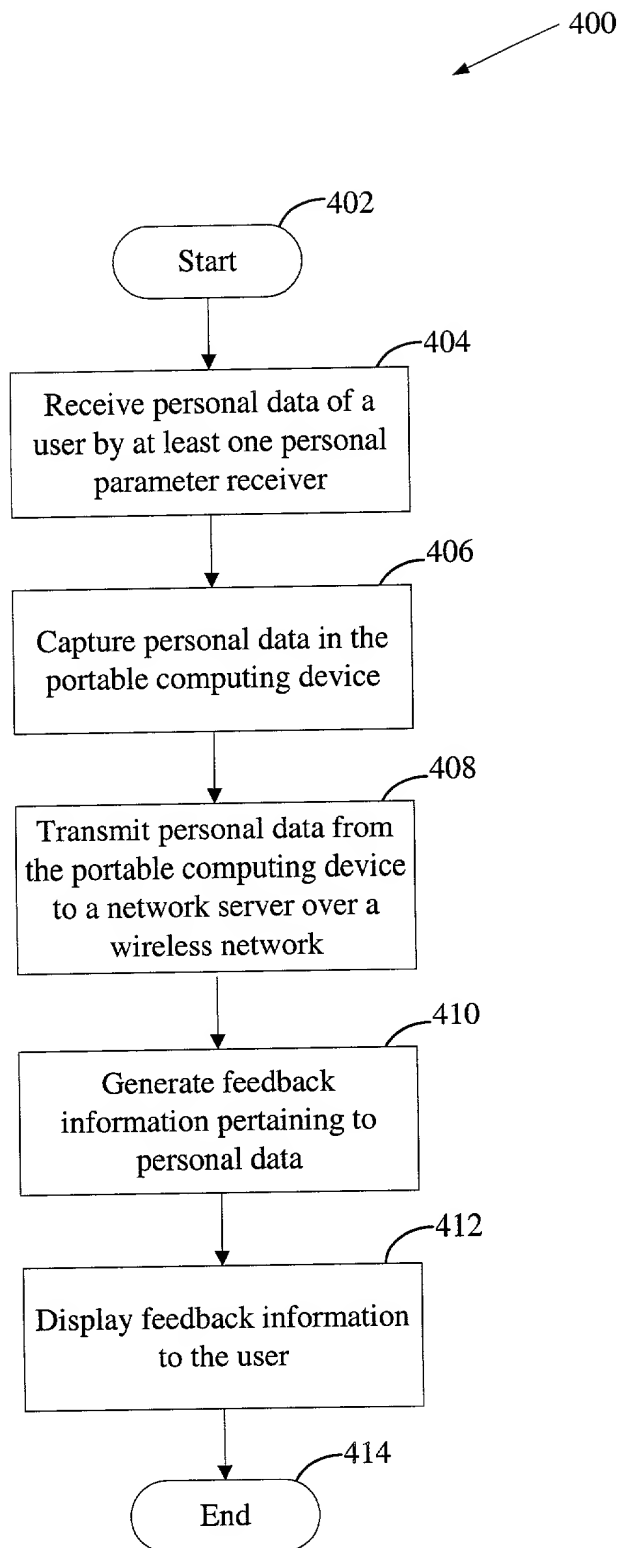 400
402
Start
404
Receive personal data of a
user by at least one personal
parameter receiver
406
Capture personal data in the
portable computing device
408
Transmit personal data from
the portable computing device
to a network server over a
wireless network
410
Generate feedback
information pertaining to
personal data
412
Display feedback information
to the user
414
End